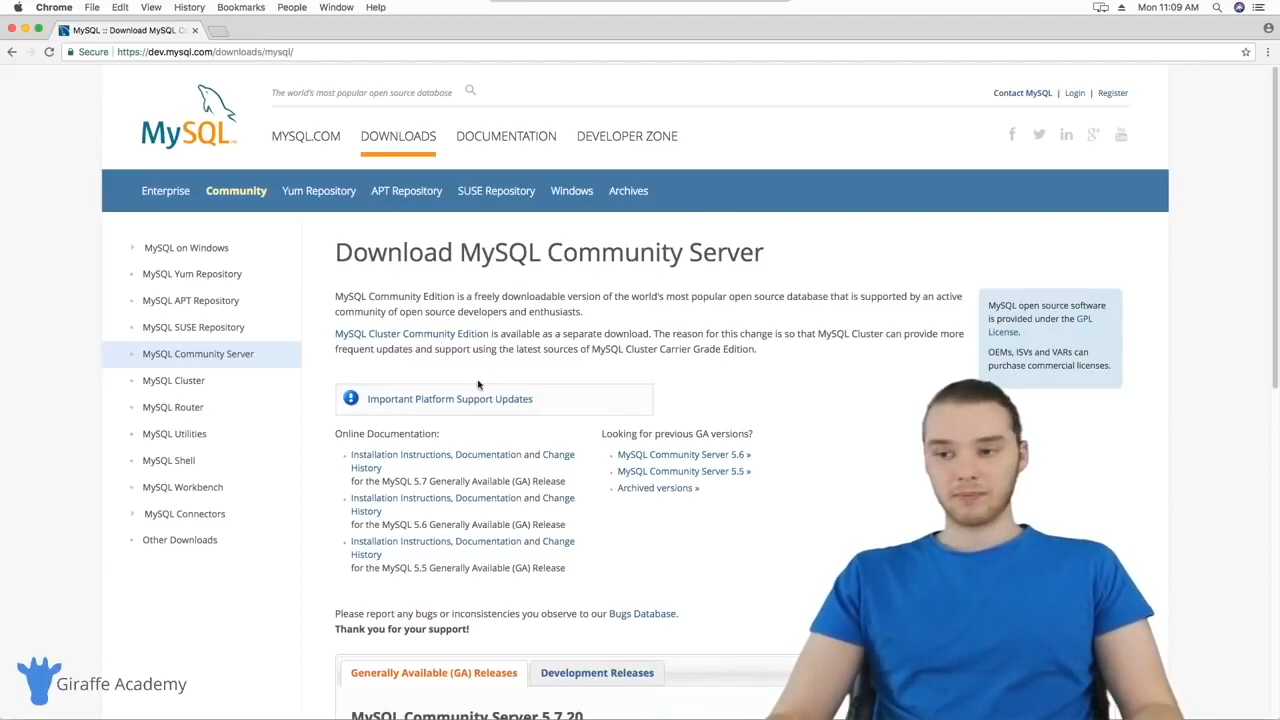 Chrome File Edit View History Bookmarks People Window Help Mon 11:09 AM
MySQL :: Download MySQL Co
Secure https://dev.mysql.com/downloads/mysql/
The world's most popular open source database
Contact MySQL | Login | Register
MySQL
MYSQL.COM DOWNLOADS DOCUMENTATION DEVELOPER ZONE
Enterprise Community Yum Repository APT Repository SUSE Repository Windows Archives
MySQL on Windows
MySQL Yum Repository
MySQL APT Repository
MySQL SUSE Repository
MySQL Community Server
MySQL Cluster
MySQL Router
MySQL Utilities
MySQL Shell
MySQL Workbench
MySQL Connectors
Other Downloads
Download MySQL Community Server
MySQL Community Edition is a freely downloadable version of the world's most popular open source database that is supported by an active
community of open source developers and enthusiasts.
MySQL Cluster Community Edition is available as a separate download. The reason for this change is so that MySQL Cluster can provide more
frequent updates and support using the latest sources of MySQL Cluster Carrier Grade Edition.
MySQL open source software
is provided under the GPL
License.
OEMs, ISVs and VARs can
purchase commercial licenses.
Important Platform Support Updates
Online Documentation:
Installation Instructions, Documentation and Change
History
for the MySQL 5.7 Generally Available (GA) Release
Installation Instructions, Documentation and Change
History
for the MySQL 5.6 Generally Available (GA) Release
Installation Instructions, Documentation and Change
History
for the MySQL 5.5 Generally Available (GA) Release
Looking for previous GA versions?
MySQL Community Server 5.6 »
MySQL Community Server 5.5 »
Archived versions »
Please report any bugs or inconsistencies you observe to our Bugs Database.
Thank you for your support!
Generally Available (GA) Releases Development Releases
MySQL Community Server 5.7.20
Giraffe Academy